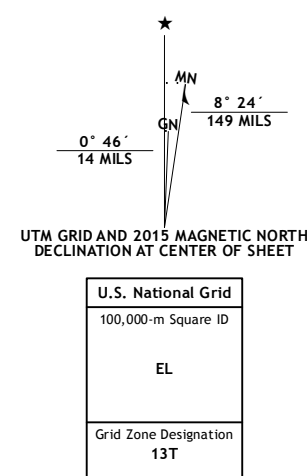 ★
MN
GN
8° 24´
149 MILS
0° 46´
14 MILS
UTM GRID AND 2015 MAGNETIC NORTH
DECLINATION AT CENTER OF SHEET
U.S. National Grid
100,000-m Square ID
EL
Grid Zone Designation
13T